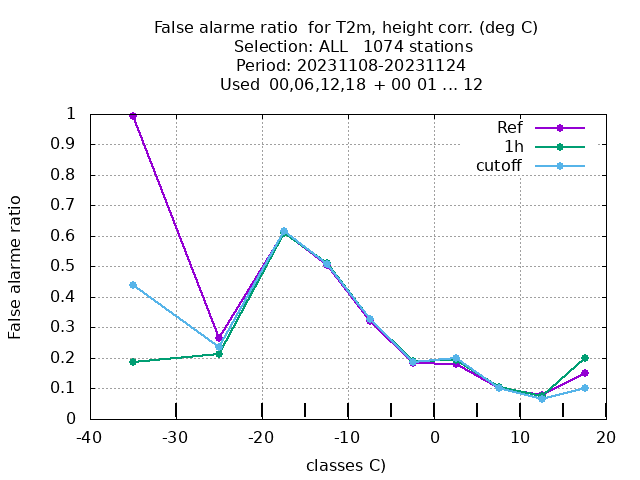 False alarme ratio  for T2m, height corr. (deg C)
Selection: ALL   1074 stations
Period: 20231108-20231124
Used  00,06,12,18  + 00 01 ... 12
Ref
1h
cutoff
False alarme ratio
1
0.9
0.8
0.7
0.6
0.5
0.4
0.3
0.2
0.1
0
-40 -30 -20 -10 0 10 20
classes C)